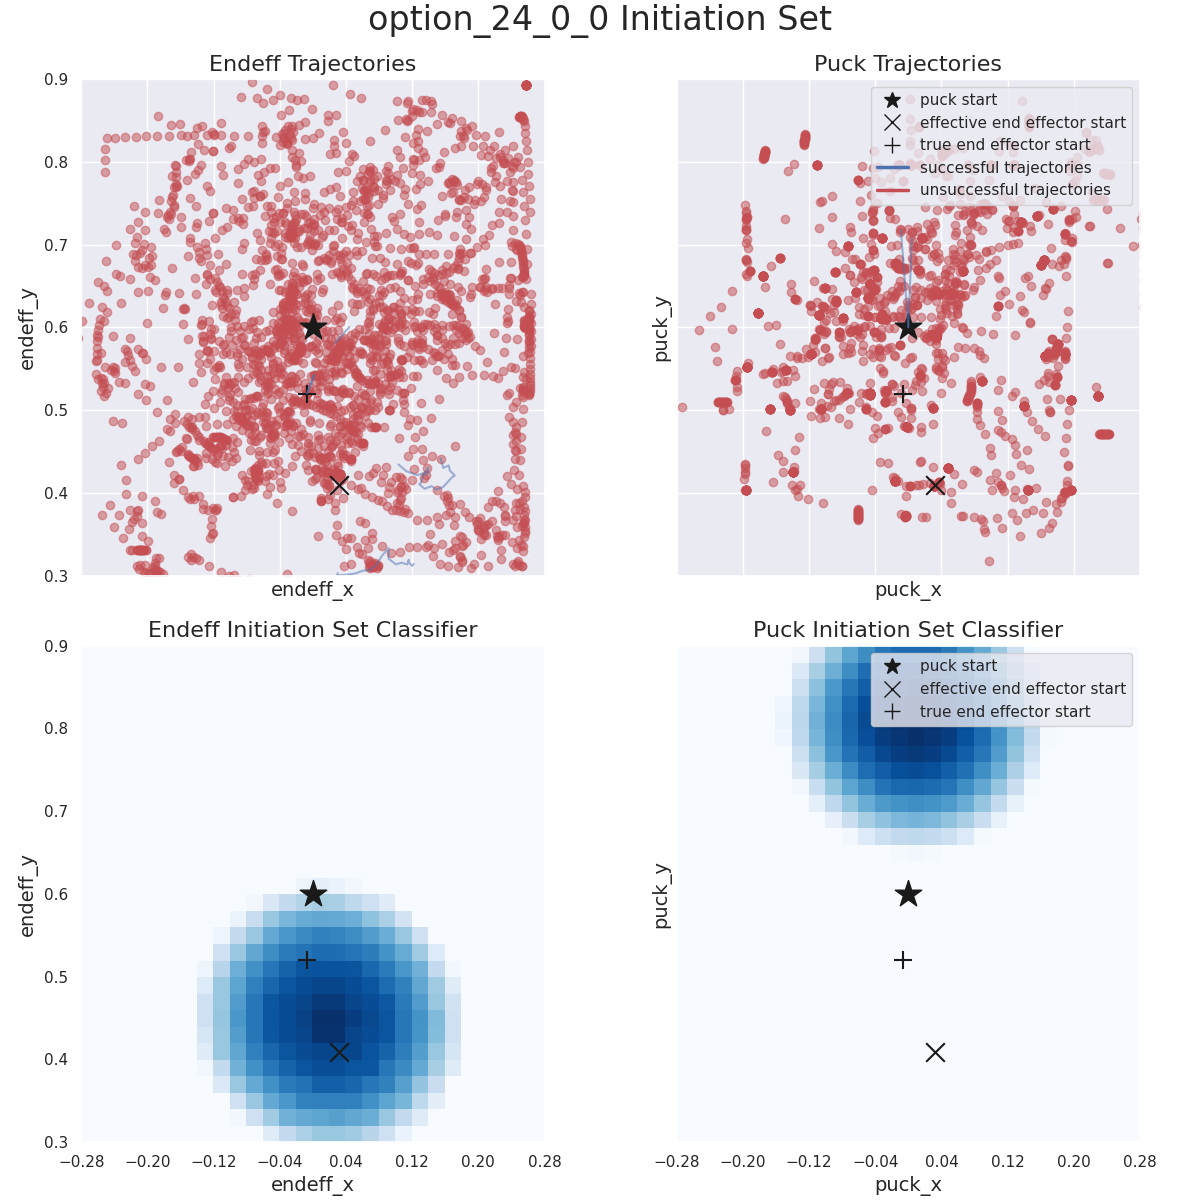 option_24_0_0 Initiation Set
Endeff Trajectories
0.9
0.8
0.7
0.6
0.5
0.4
0.3
endeff_y
endeff_x
Puck Trajectories
puck start
effective end effector start
true end effector start
successful trajectories
unsuccessful trajectories
puck_y
puck_x
Endeff Initiation Set Classifier
0.9
0.8
0.7
0.6
0.5
0.4
0.3
endeff_y
−0.28 −0.20 −0.12 −0.04 0.04 0.12 0.20 0.28
endeff_x
Puck Initiation Set Classifier
puck start
effective end effector start
true end effector start
puck_y
−0.28 −0.20 −0.12 −0.04 0.04 0.12 0.20 0.28
puck_x